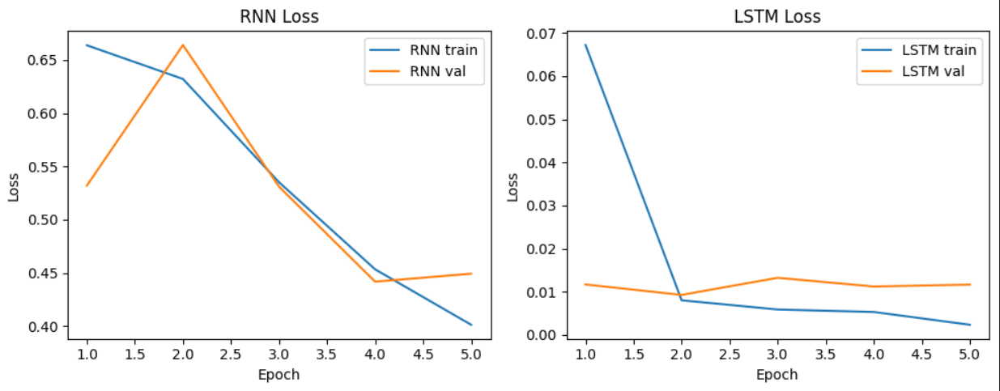 RNN Loss
RNN train
RNN val
Loss
0.65
0.60
0.55
0.50
0.45
0.40
1.0 1.5 2.0 2.5 3.0 3.5 4.0 4.5 5.0
Epoch
LSTM Loss
LSTM train
LSTM val
Loss
0.07
0.06
0.05
0.04
0.03
0.02
0.01
0.00
1.0 1.5 2.0 2.5 3.0 3.5 4.0 4.5 5.0
Epoch